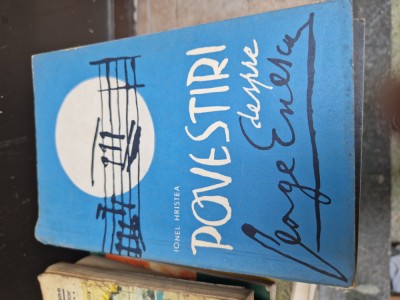 IONEL HRISTEA
POVESTIRI
despre
George Enescu